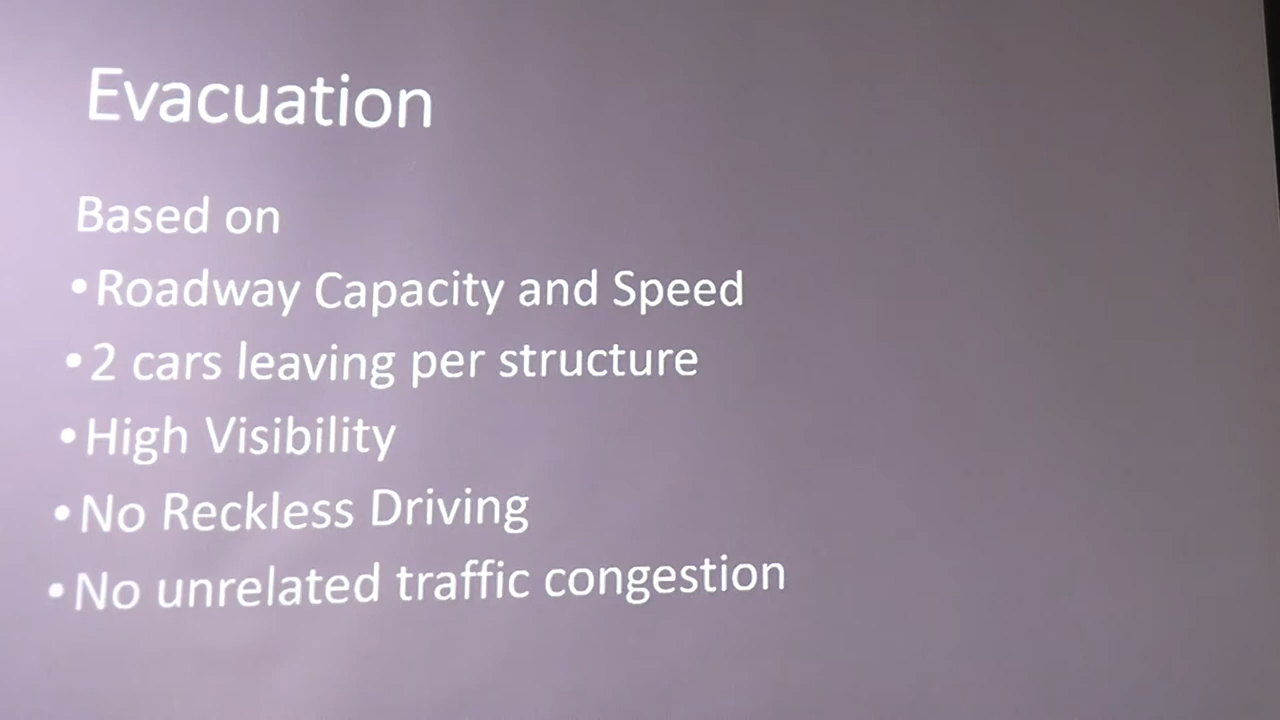 Evacuation
Based on
• Roadway Capacity and Speed
• 2 cars leaving per structure
• High Visibility
• No Reckless Driving
• No unrelated traffic congestion